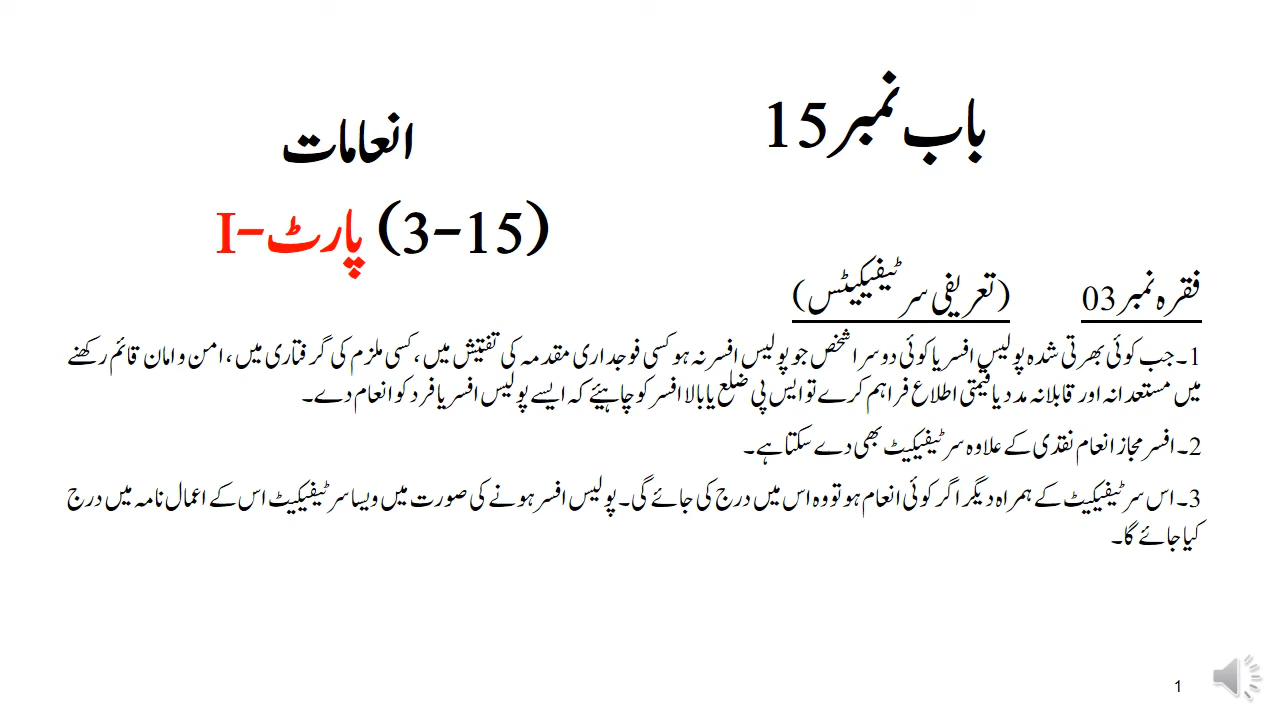 باب نمبر 15
انعامات
(3-15) پارٹ-I
فقرہ نمبر 03 (تعریفی سرٹیفیکیٹس)
1۔جب کوئی بھرتی شدہ پولیس افسر یا کوئی دوسرا شخص جو پولیس افسر نہ ہو کسی فوجداری مقدمہ کی تفتیش میں، کسی ملزم کی گرفتاری میں، امن و امان قائم رکھنے
میں مستعدانہ اور قابلانہ مدد یا قیمتی اطلاع فراہم کرے تو ایس پی ضلع یا بالا افسر کو چاہیئے کہ ایسے پولیس افسر یا فرد کو انعام دے۔
2۔ افسر مجاز انعام نقدی کے علاوہ سرٹیفیکیٹ بھی دے سکتا ہے۔
3۔ اس سرٹیفیکیٹ کے ہمراہ دیگر اگر کوئی انعام ہو تو وہ اس میں درج کی جائے گی۔ پولیس افسر ہونے کی صورت میں ویسا سرٹیفیکیٹ اس کے اعمال نامہ میں درج
کیا جائے گا۔
1